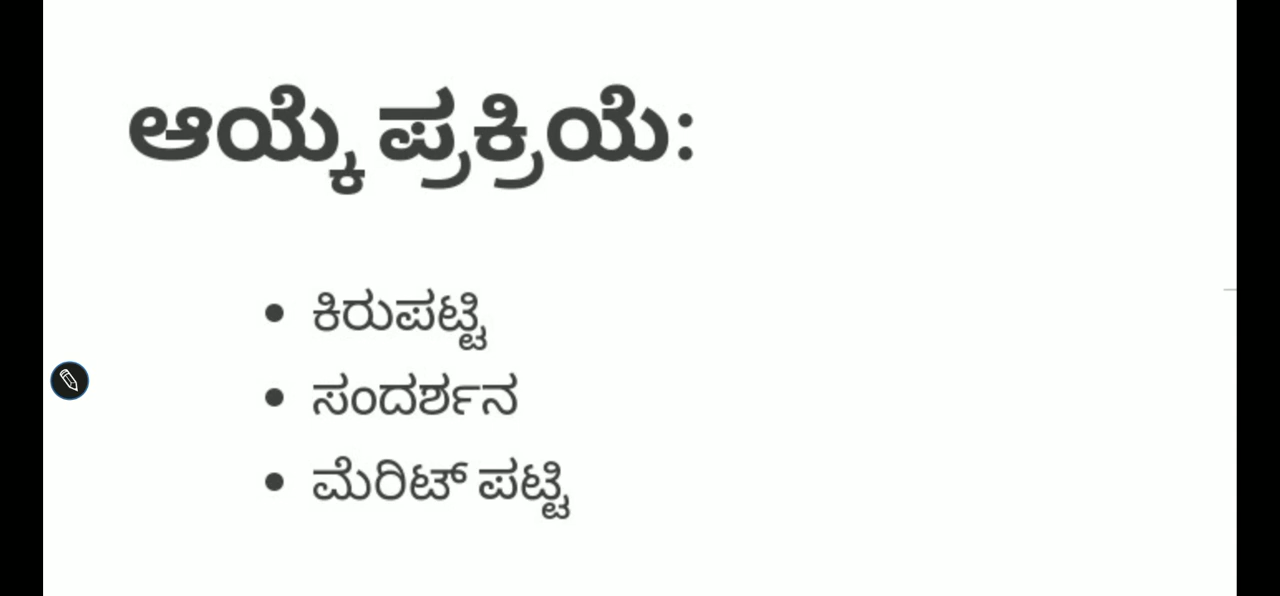 ಆಯ್ಕೆ ಪ್ರಕ್ರಿಯೆ:
• ಕಿರುಪಟ್ಟಿ
• ಸಂದರ್ಶನ
• ಮೆರಿಟ್ ಪಟ್ಟಿ